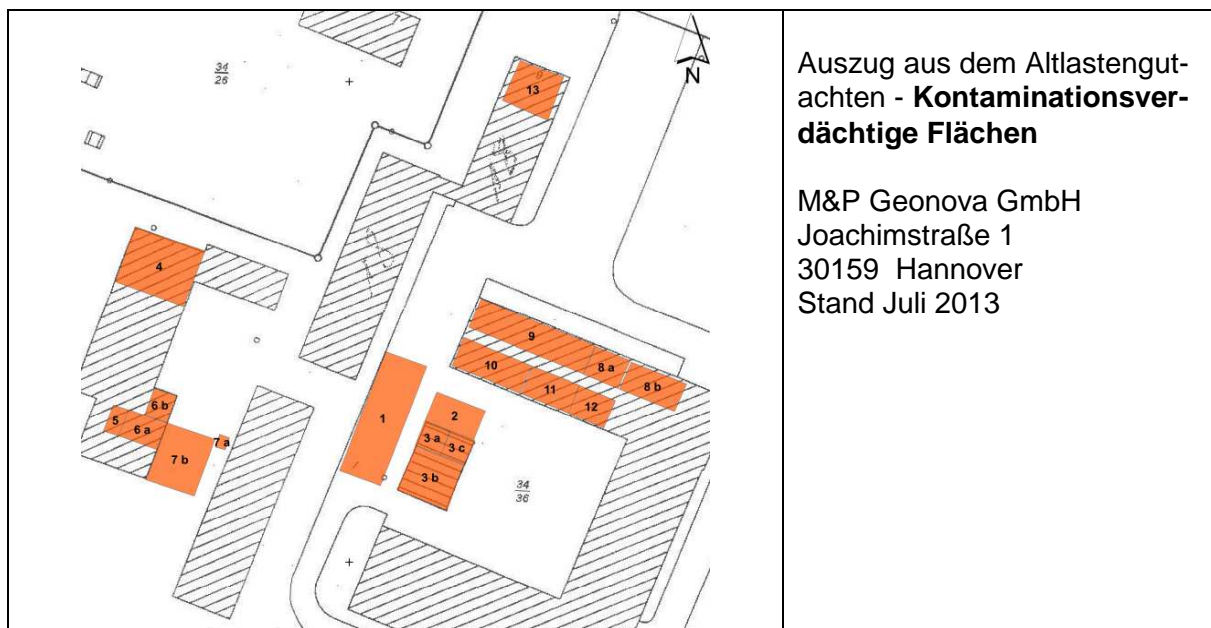 7
34
26
9
13
N
4
9
8 a
8 b
10
11
12
1
2
3 a
3 c
3 b
6 b
5
6 a
7 a
7 b
34
36
Auszug aus dem Altlastengut-
achten - Kontaminationsver-
dächtige Flächen
M&P Geonova GmbH
Joachimstraße 1
30159 Hannover
Stand Juli 2013